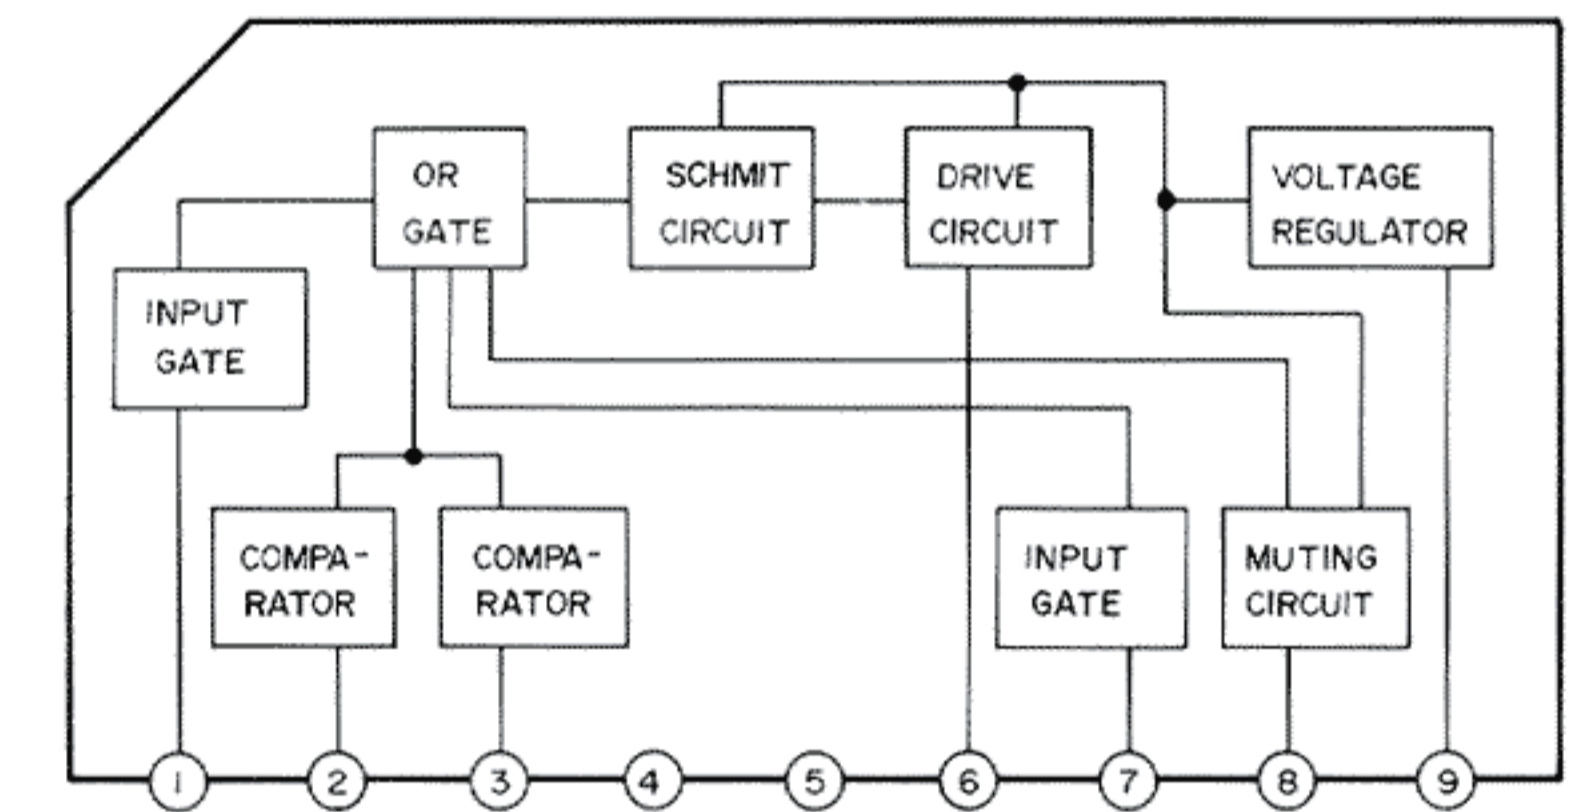 OR
GATE
SCHMIT
CIRCUIT
DRIVE
CIRCUIT
VOLTAGE
REGULATOR
INPUT
GATE
COMPA-
RATOR
COMPA-
RATOR
INPUT
GATE
MUTING
CIRCUIT
1
2
3
4
5
6
7
8
9